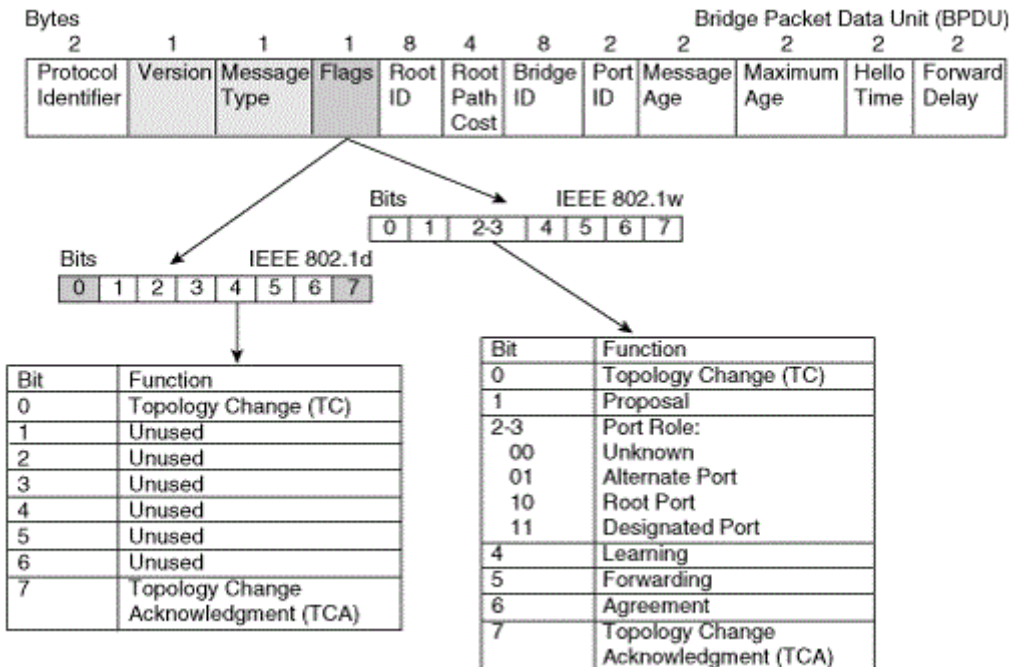 Bytes Bridge Packet Data Unit (BPDU)
2 1 1 1 8 4 8 2 2 2 2 2
Protocol Identifier Version Message Type Flags Root ID Root Path Cost Bridge ID Port ID Message Age Maximum Age Hello Time Forward Delay
Bits IEEE 802.1w
0 1 2-3 4 5 6 7
Bits IEEE 802.1d
0 1 2 3 4 5 6 7
Bit Function
0 Topology Change (TC)
1 Unused
2 Unused
3 Unused
4 Unused
5 Unused
6 Unused
7 Topology Change
Acknowledgment (TCA)
Bit Function
0 Topology Change (TC)
1 Proposal
2-3 Port Role:
00 Unknown
01 Alternate Port
10 Root Port
11 Designated Port
4 Learning
5 Forwarding
6 Agreement
7 Topology Change
Acknowledgment (TCA)